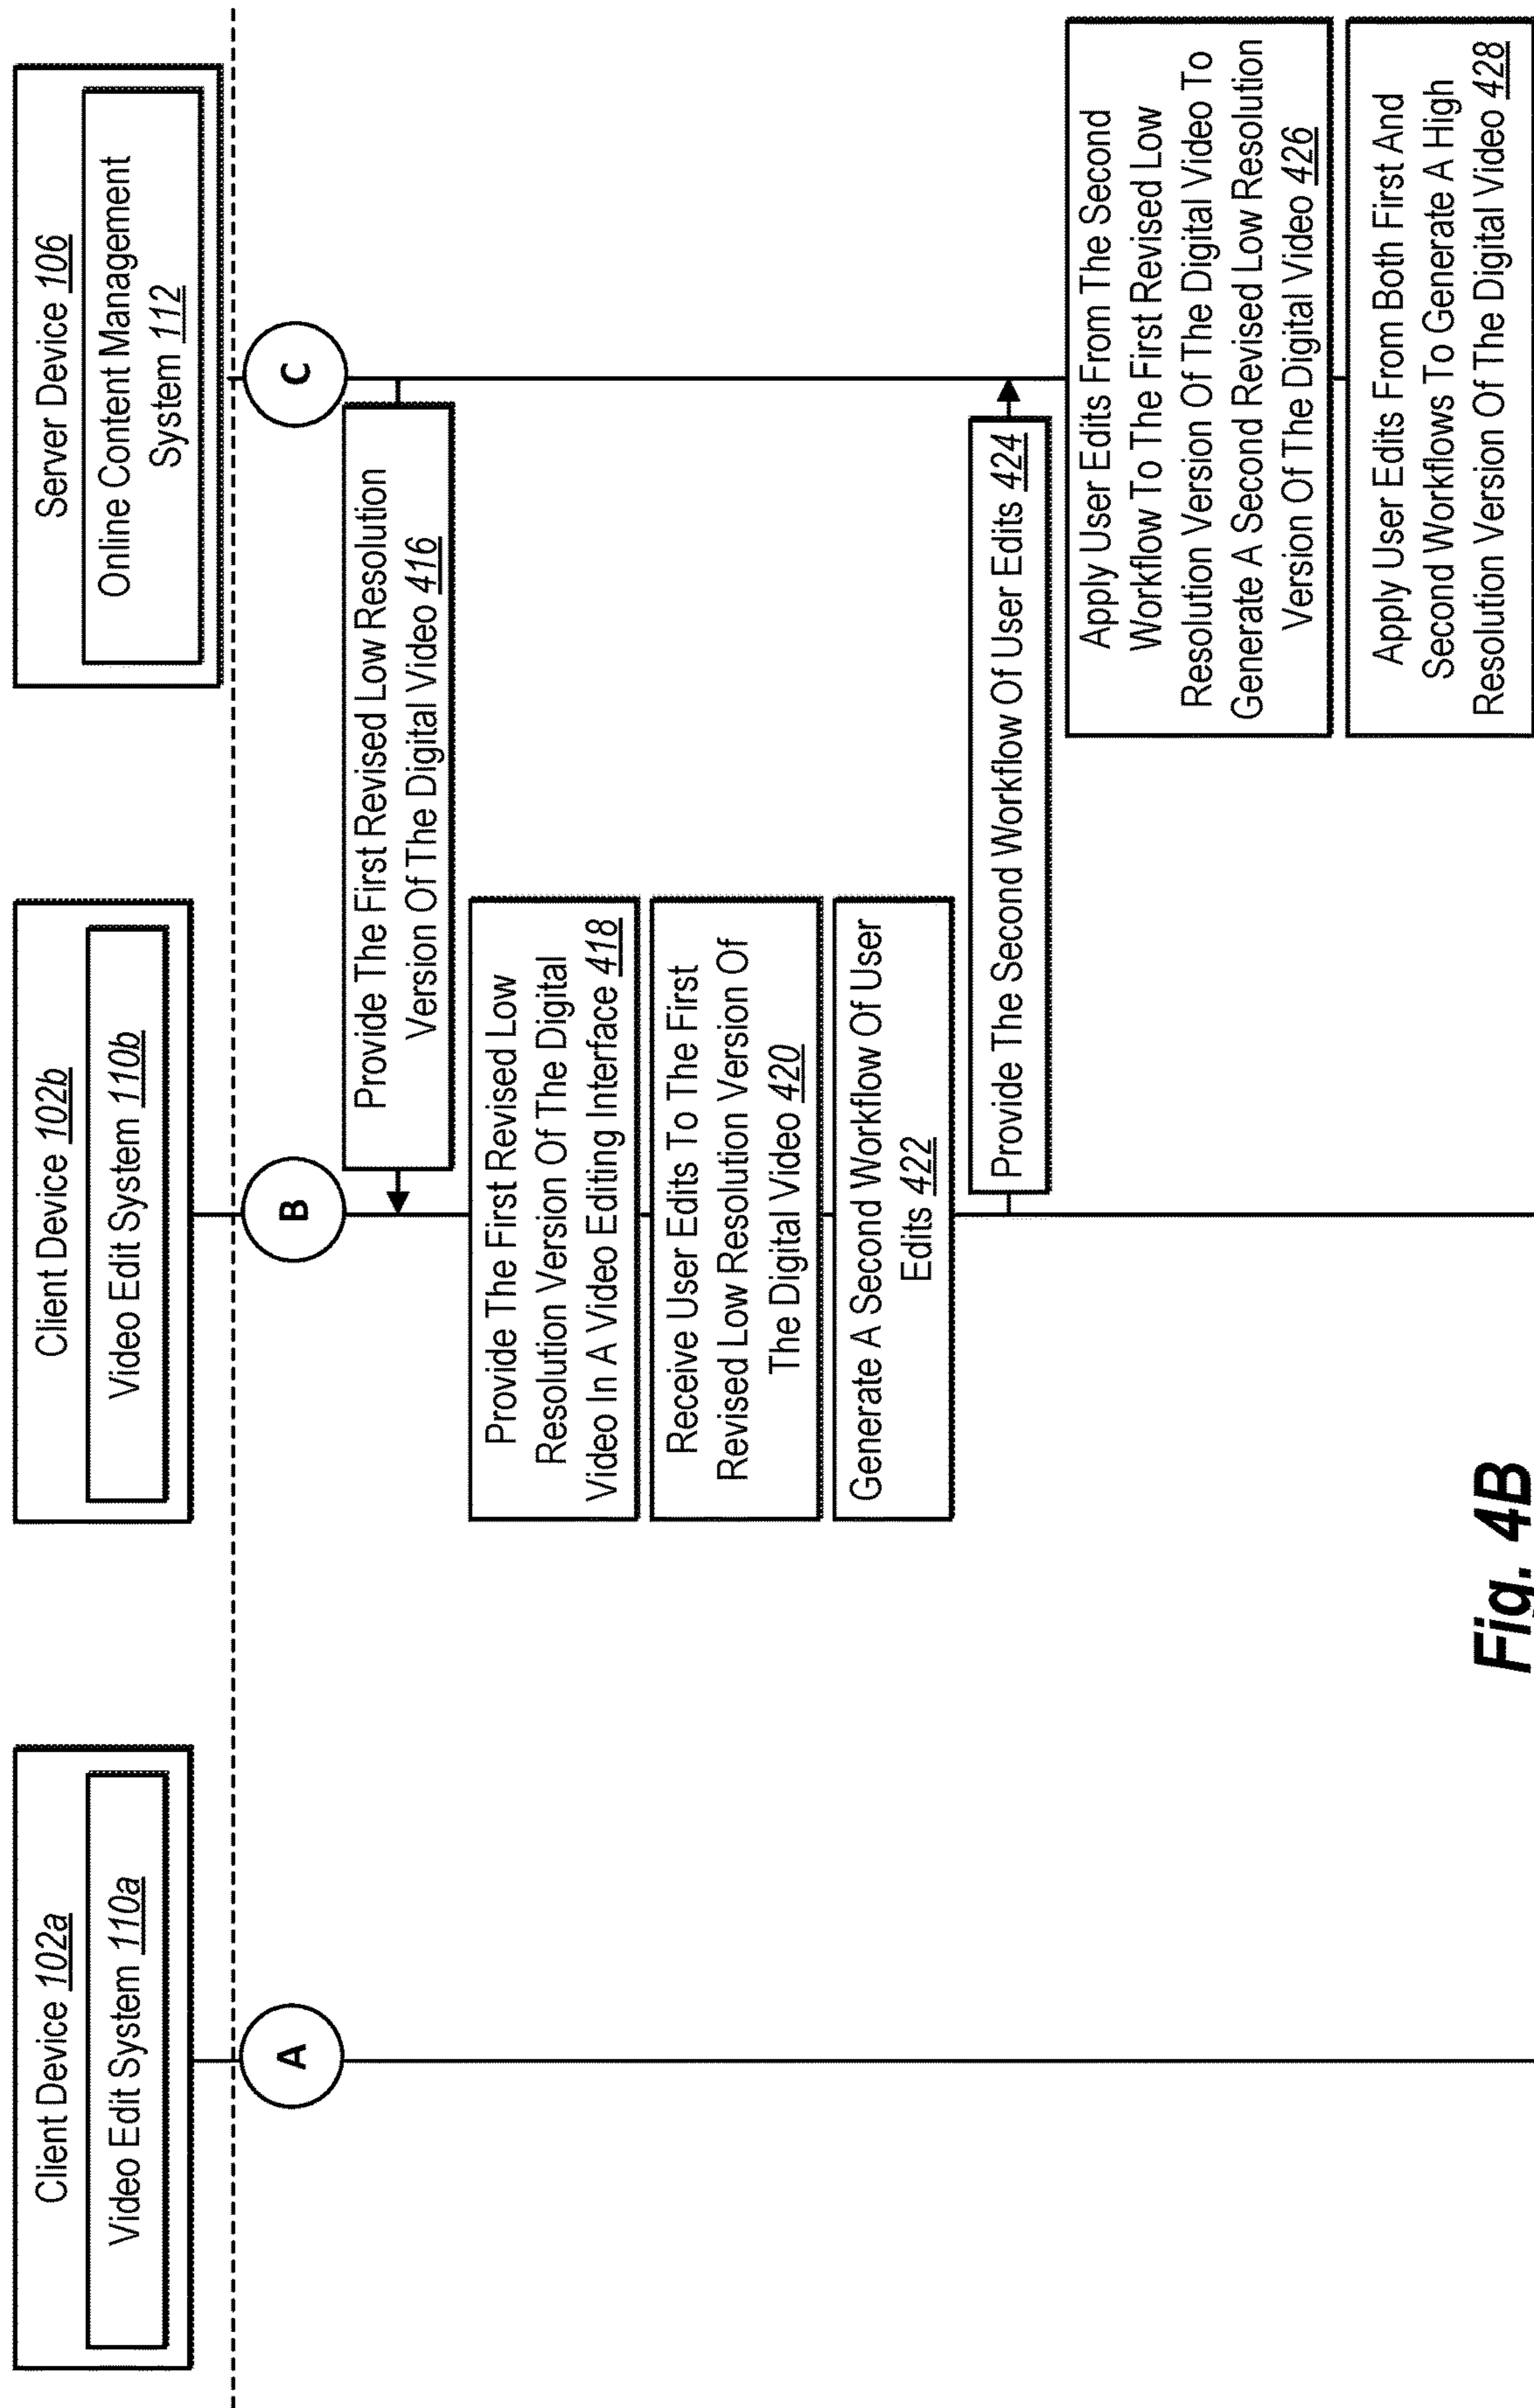 Client Device 102a
Video Edit System 110a
Client Device 102b
Video Edit System 110b
Server Device 106
Online Content Management
System 112
A
B
C
Provide The First Revised Low Resolution
Version Of The Digital Video 416
Provide The First Revised Low
Resolution Version Of The Digital
Video In A Video Editing Interface 418
Receive User Edits To The First
Revised Low Resolution Version Of
The Digital Video 420
Generate A Second Workflow Of User
Edits 422
Provide The Second Workflow Of User Edits 424
Apply User Edits From The Second
Workflow To The First Revised Low
Resolution Version Of The Digital Video To
Generate A Second Revised Low Resolution
Version Of The Digital Video 426
Apply User Edits From Both First And
Second Workflows To Generate A High
Resolution Version Of The Digital Video 428
Fig. 4B